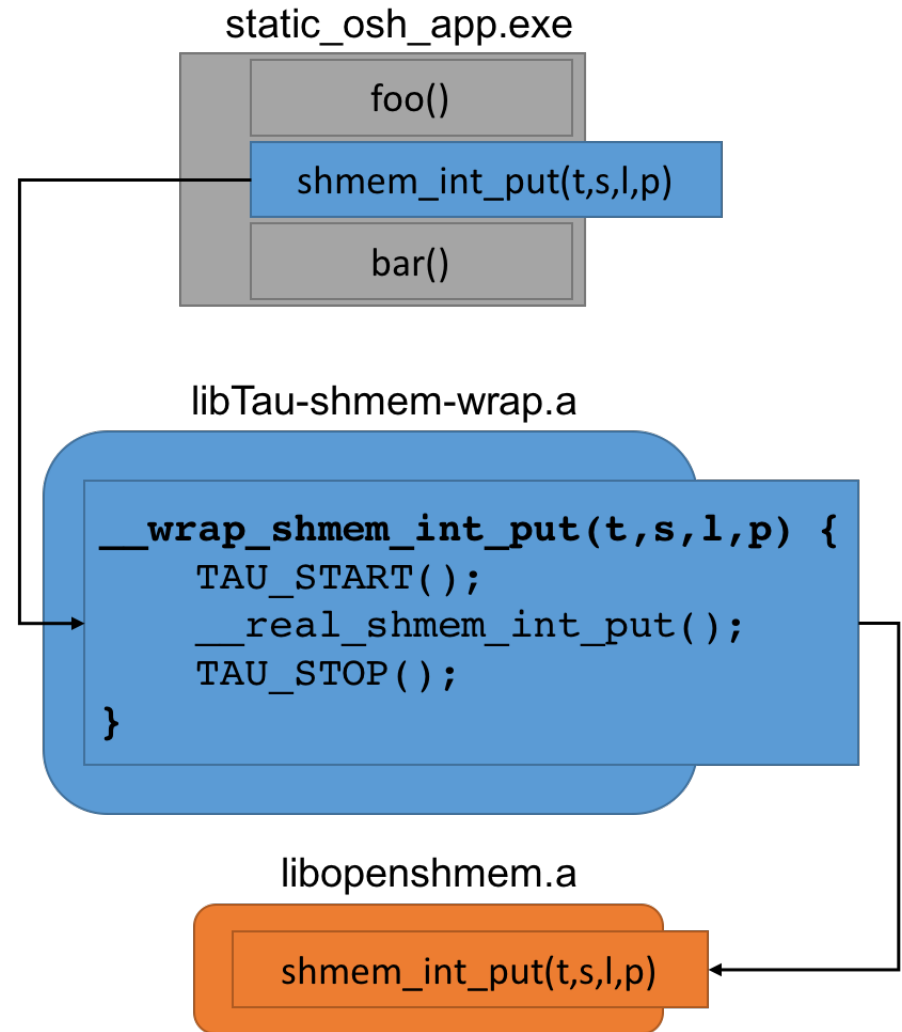 static_osh_app.exe
foo()
shmem_int_put(t,s,l,p)
bar()
libTau-shmem-wrap.a
__wrap_shmem_int_put(t,s,l,p) {
TAU_START();
__real_shmem_int_put();
TAU_STOP();
}
libopenshmem.a
shmem_int_put(t,s,l,p)